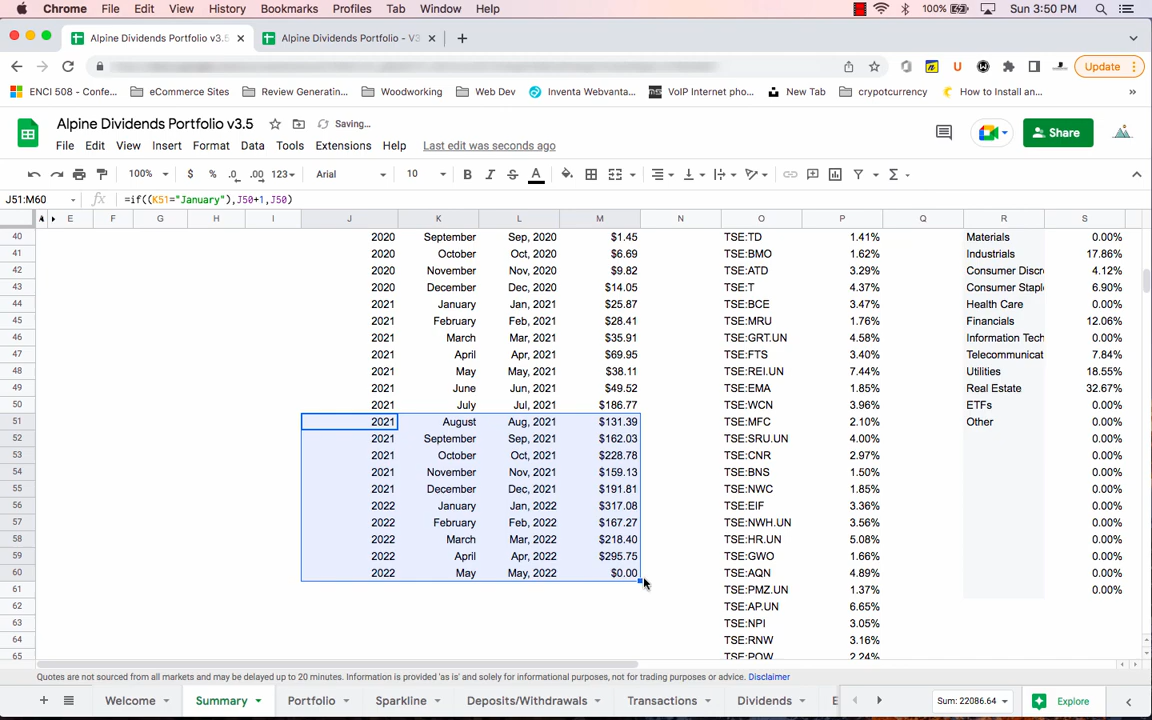 Chrome File Edit View History Bookmarks Profiles Tab Window Help 100% Sun 3:50 PM
Alpine Dividends Portfolio v3.5 Alpine Dividends Portfolio - V3
Update
ENCI 508 - Confe... eCommerce Sites Review Generatin... Woodworking Web Dev Inventa Webvanta... VoIP Internet pho... New Tab cryptocurrency How to Install an... »
Alpine Dividends Portfolio v3.5 Saving... Share
File Edit View Insert Format Data Tools Extensions Help Last edit was seconds ago
100% $ % .0 .00 123 Arial 10 B I S A
J51:M60 fx =if((K51="January"),J50+1,J50)
A E F G H I J K L M N O P Q R S
40 2020 September Sep, 2020 $1.45 TSE:TD 1.41% Materials 0.00%
41 2020 October Oct, 2020 $6.69 TSE:BMO 1.62% Industrials 17.86%
42 2020 November Nov, 2020 $9.82 TSE:ATD 3.29% Consumer Discr 4.12%
43 2020 December Dec, 2020 $14.05 TSE:T 4.37% Consumer Stapl 6.90%
44 2021 January Jan, 2021 $25.87 TSE:BCE 3.47% Health Care 0.00%
45 2021 February Feb, 2021 $28.41 TSE:MRU 1.76% Financials 12.06%
46 2021 March Mar, 2021 $35.91 TSE:GRT.UN 4.58% Information Tech 0.00%
47 2021 April Apr, 2021 $69.95 TSE:FTS 3.40% Telecommunicat 7.84%
48 2021 May May, 2021 $38.11 TSE:REI.UN 7.44% Utilities 18.55%
49 2021 June Jun, 2021 $49.52 TSE:EMA 1.85% Real Estate 32.67%
50 2021 July Jul, 2021 $186.77 TSE:WCN 3.96% ETFs 0.00%
51 2021 August Aug, 2021 $131.39 TSE:MFC 2.10% Other 0.00%
52 2021 September Sep, 2021 $162.03 TSE:SRU.UN 4.00% 0.00%
53 2021 October Oct, 2021 $228.78 TSE:CNR 2.97% 0.00%
54 2021 November Nov, 2021 $159.13 TSE:BNS 1.50% 0.00%
55 2021 December Dec, 2021 $191.81 TSE:NWC 1.85% 0.00%
56 2022 January Jan, 2022 $317.08 TSE:EIF 3.36% 0.00%
57 2022 February Feb, 2022 $167.27 TSE:NWH.UN 3.56% 0.00%
58 2022 March Mar, 2022 $218.40 TSE:HR.UN 5.08% 0.00%
59 2022 April Apr, 2022 $295.75 TSE:GWO 1.66% 0.00%
60 2022 May May, 2022 $0.00 TSE:AQN 4.89% 0.00%
61 TSE:PMZ.UN 1.37% 0.00%
62 TSE:AP.UN 6.65%
63 TSE:NPI 3.05%
64 TSE:RNW 3.16%
65 TSE:POW 2.24%
Quotes are not sourced from all markets and may be delayed up to 20 minutes. Information is provided 'as is' and solely for informational purposes, not for trading purposes or advice. Disclaimer
Welcome Summary Portfolio Sparkline Deposits/Withdrawals Transactions Dividends E Sum: 22086.64 Explore